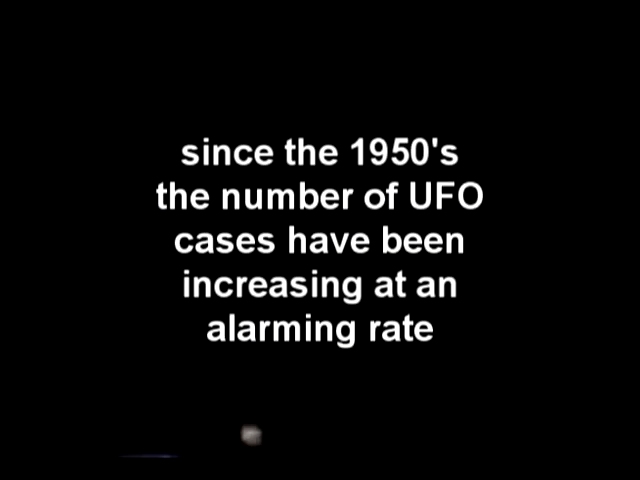 since the 1950's
the number of UFO
cases have been
increasing at an
alarming rate